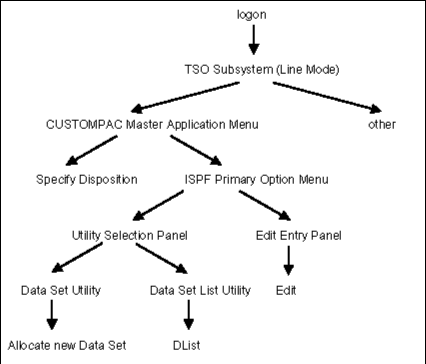 logon
TSO Subsystem (Line Mode)
CUSTOMPAC Master Application Menu
other
Specify Disposition
ISPF Primary Option Menu
Utility Selection Panel
Edit Entry Panel
Data Set Utility
Data Set List Utility
Edit
Allocate new Data Set
DList